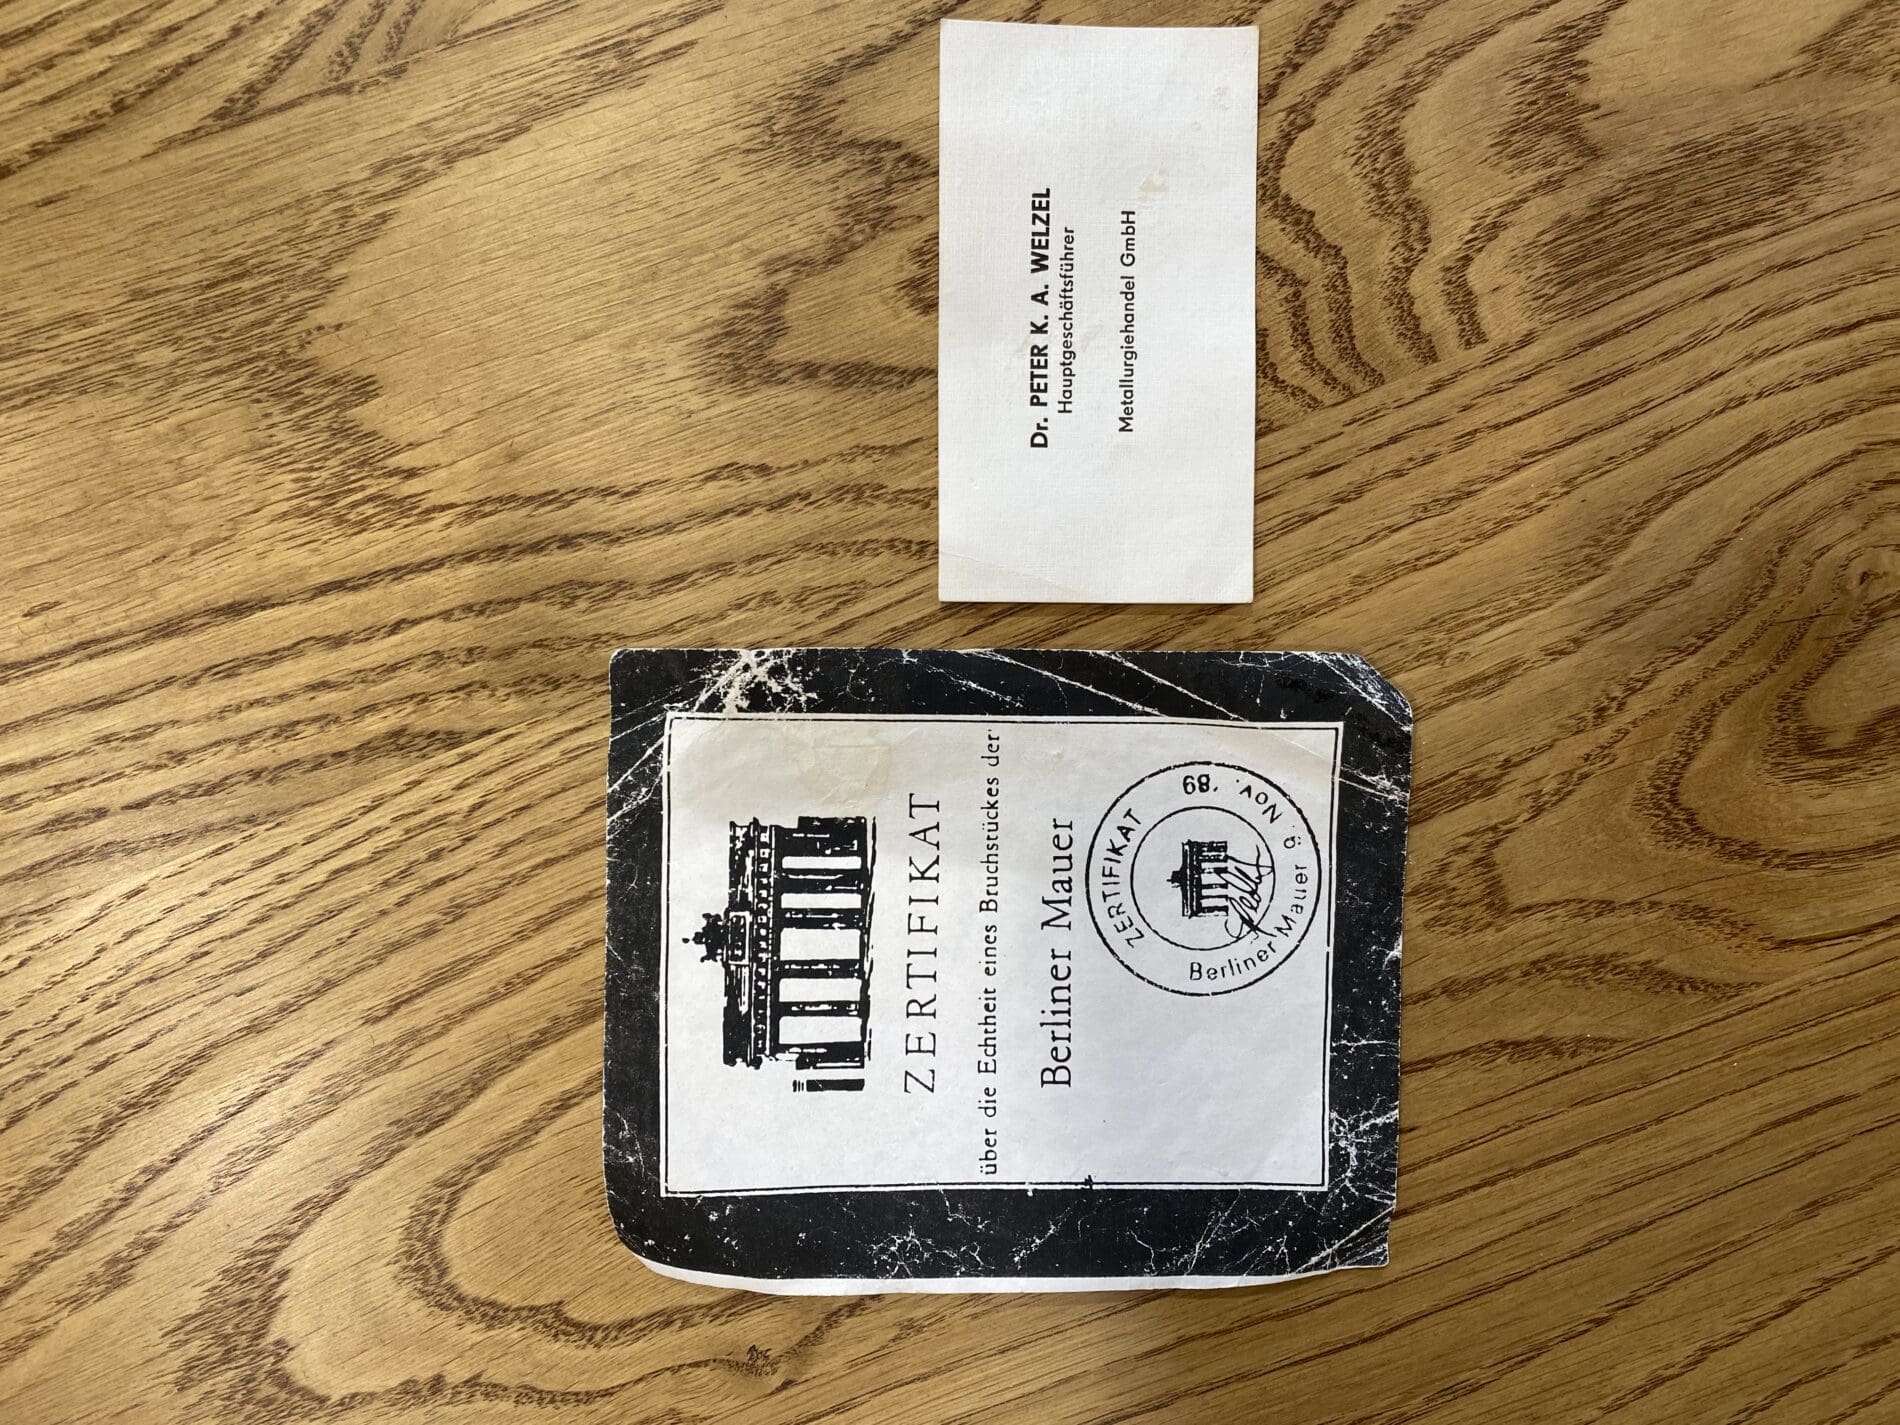 Dr. PETER K. A. WELZEL
Hauptgeschäftsführer
Metallurgiehandel GmbH
ZERTIFIKAT
über die Echtheit eines Bruchstückes der
Berliner Mauer
ZERTIFIKAT
Berliner Mauer 9. Nov. '89